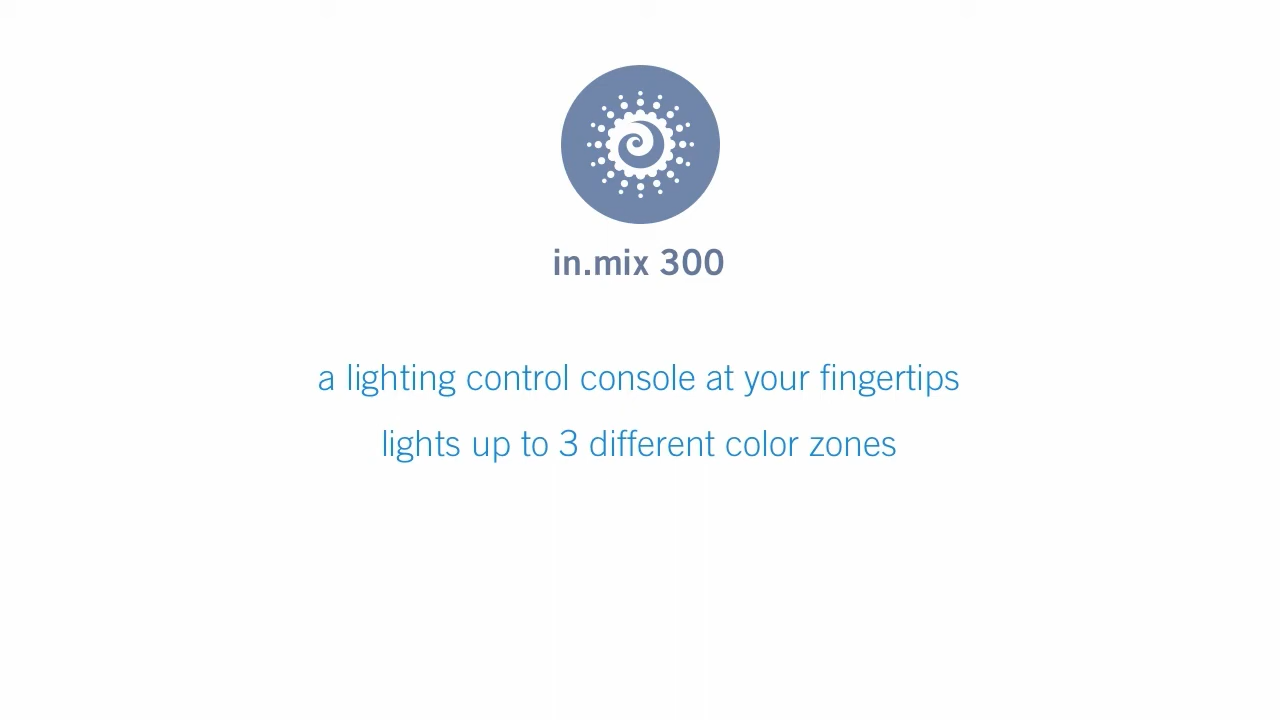 in.mix 300
a lighting control console at your fingertips
lights up to 3 different color zones